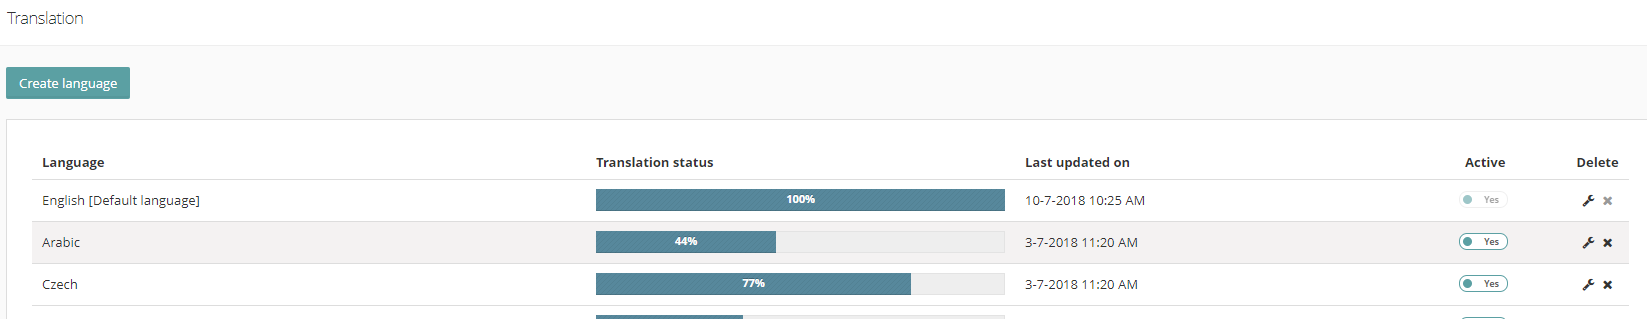 Translation
Create language
Language Translation status Last updated on Active Delete
English [Default language] 100% 10-7-2018 10:25 AM Yes
Arabic 44% 3-7-2018 11:20 AM Yes
Czech 77% 3-7-2018 11:20 AM Yes